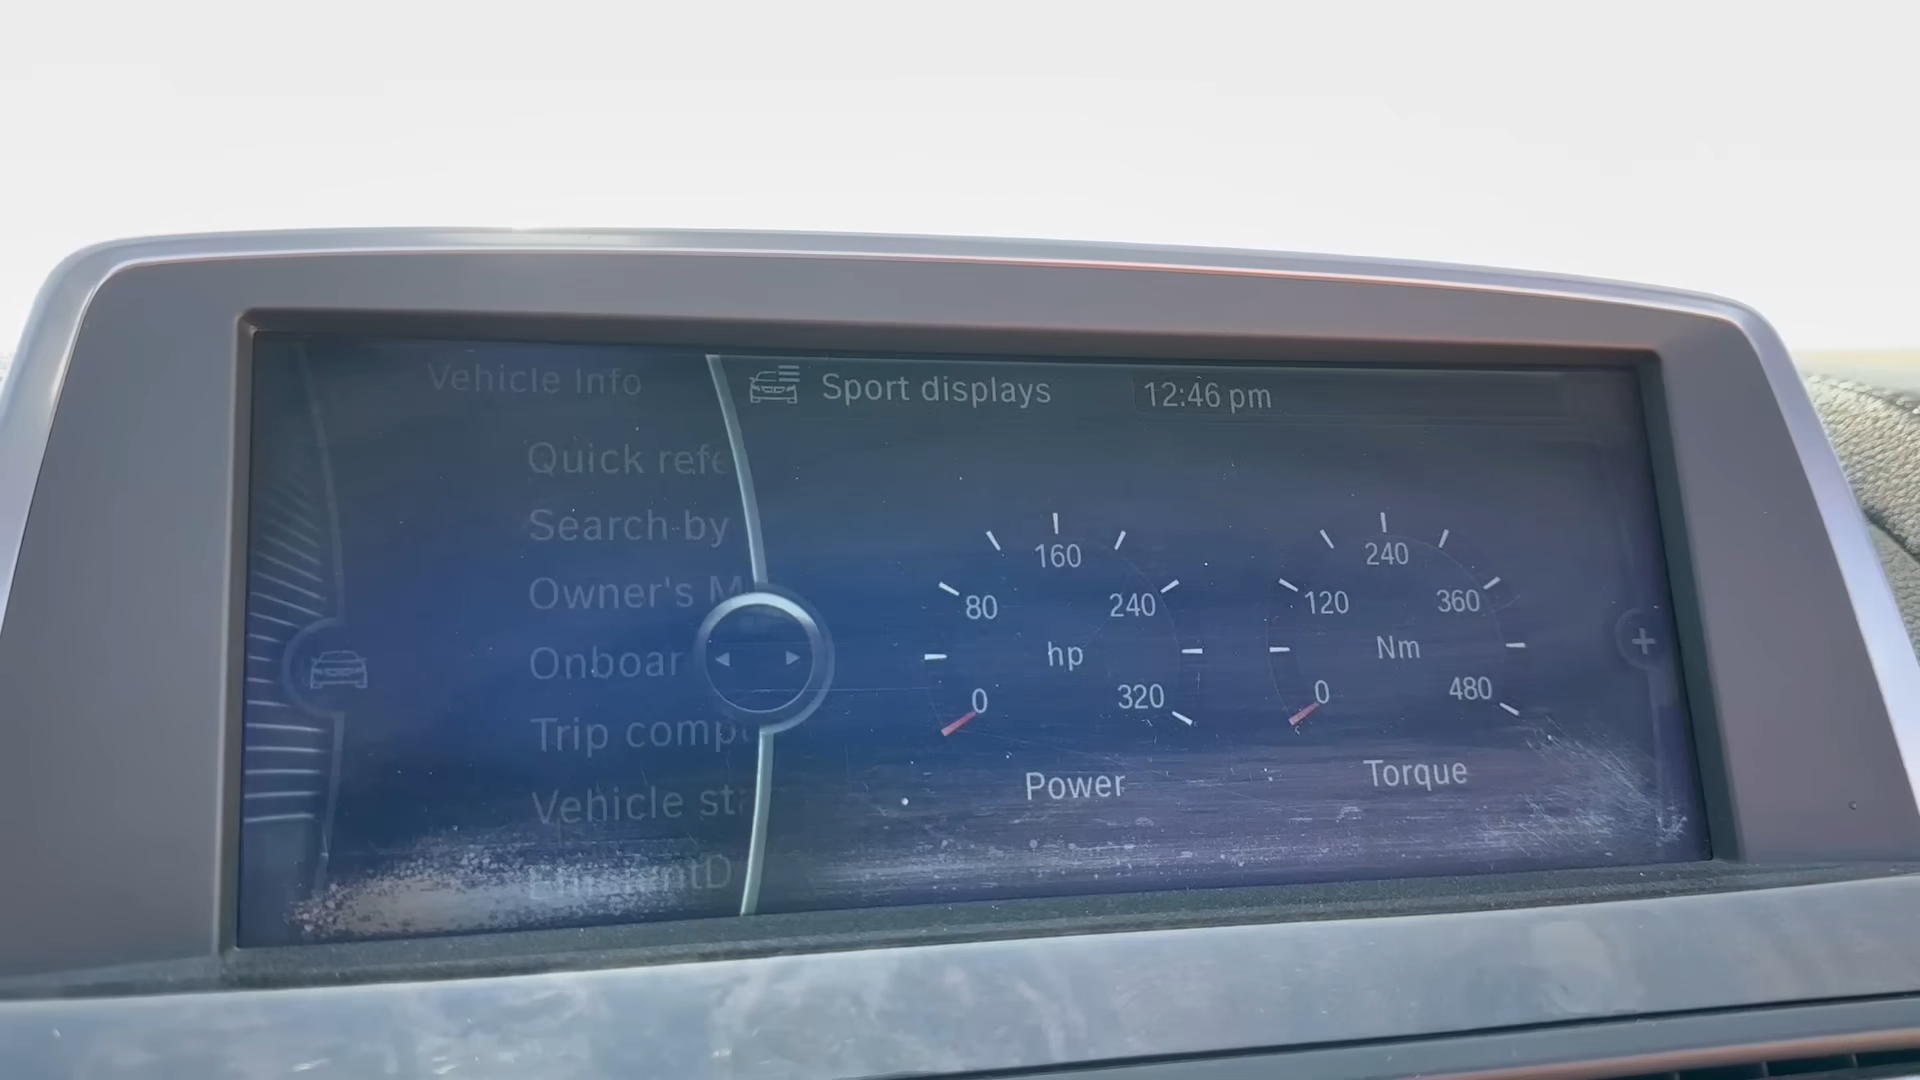 Vehicle Info
Sport displays
12:46 pm
Quick refe
Search by
Owner's M
Onboar
Trip comp
Vehicle sta
0
80
160
240
320
hp
Power
0
120
240
360
480
Nm
Torque
+